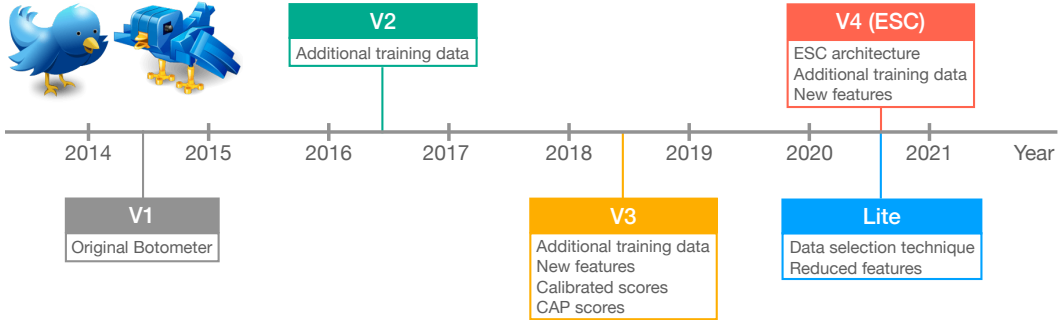 V2
Additional training data
V4 (ESC)
ESC architecture
Additional training data
New features
2014 2015 2016 2017 2018 2019 2020 2021 Year
V1
Original Botometer
V3
Additional training data
New features
Calibrated scores
CAP scores
Lite
Data selection technique
Reduced features